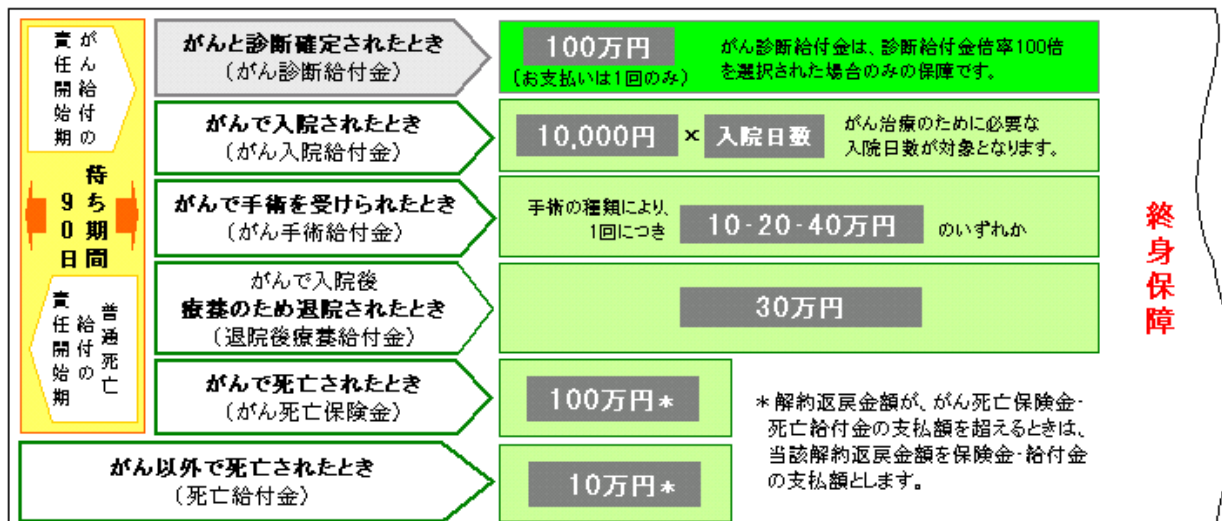 がん給付の
責任開始期
待ち期間
90日
普通死亡
給付の
責任開始期
がんと診断確定されたとき
(がん診断給付金)
100万円
(お支払いは1回のみ)
がん診断給付金は、診断給付金倍率100倍
を選択された場合のみの保障です。
がんで入院されたとき
(がん入院給付金)
10,000円 × 入院日数
がん治療のために必要な
入院日数が対象となります。
がんで手術を受けられたとき
(がん手術給付金)
手術の種類により、
1回につき 10-20-40万円 のいずれか
がんで入院後
療養のため退院されたとき
(退院後療養給付金)
30万円
がんで死亡されたとき
(がん死亡保険金)
100万円*
がん以外で死亡されたとき
(死亡給付金)
10万円*
*解約返戻金額が、がん死亡保険金・
死亡給付金の支払額を超えるときは、
当該解約返戻金額を保険金・給付金
の支払額とします。
終身保障